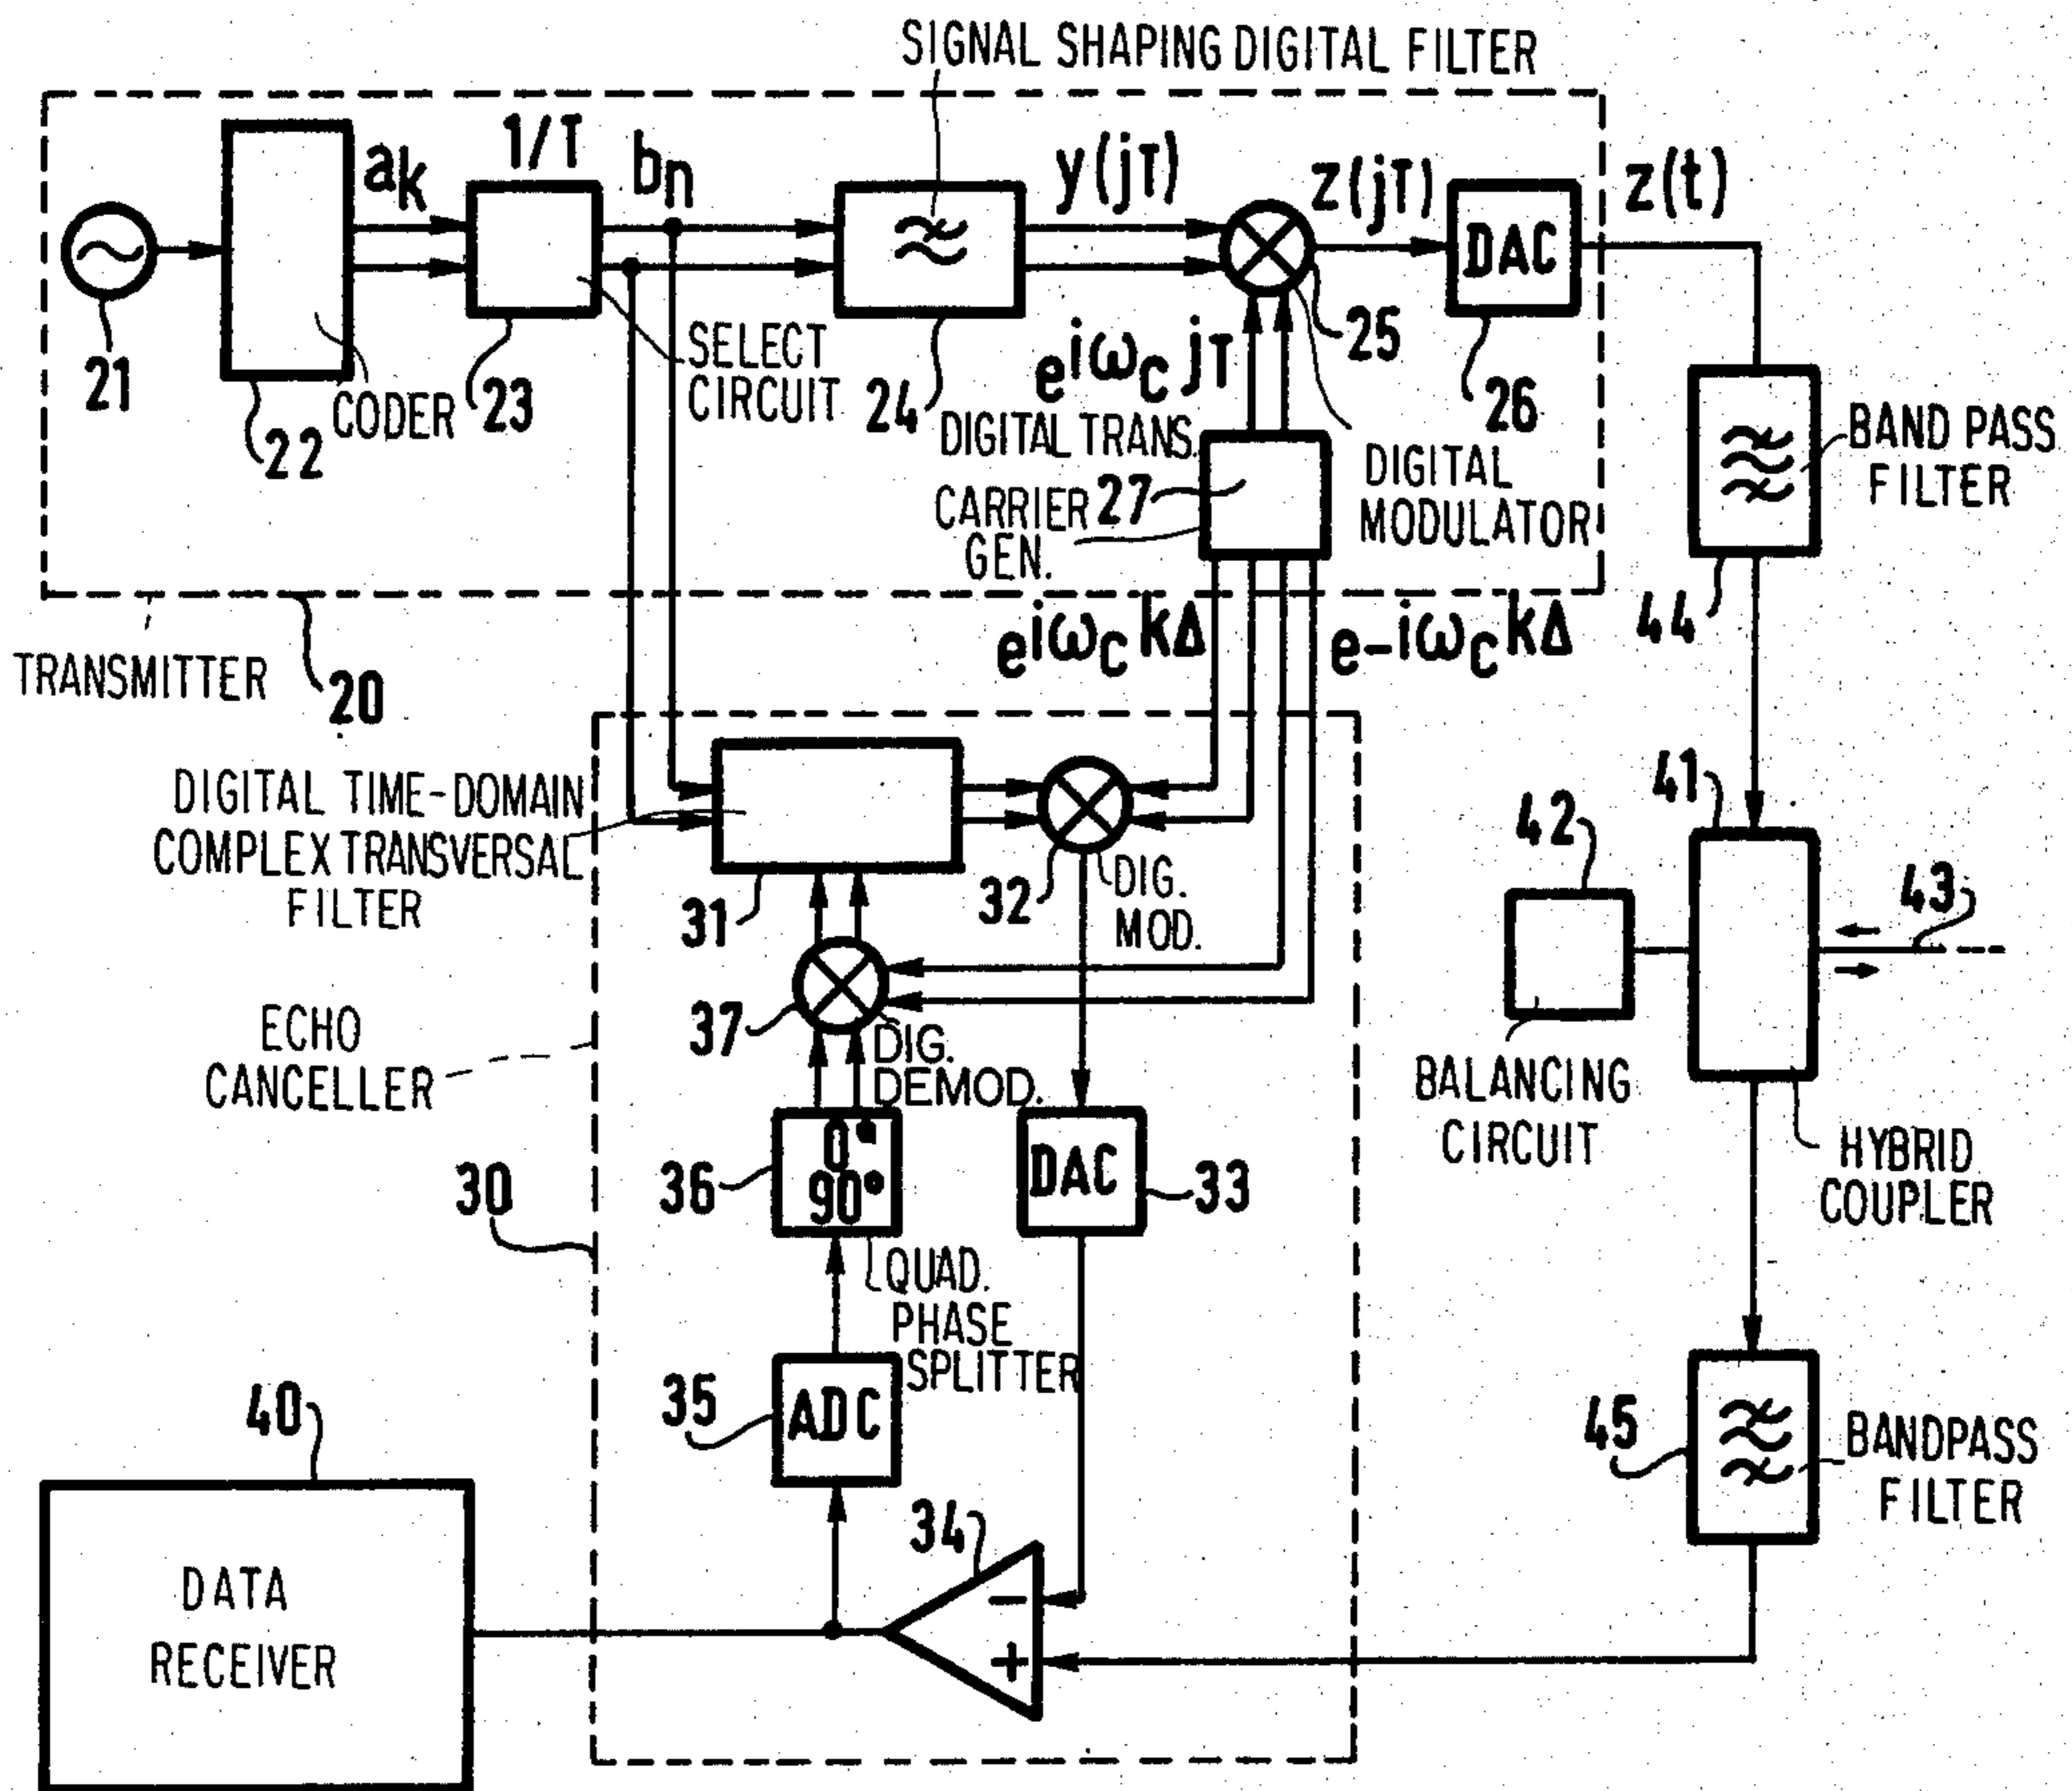 SIGNAL SHAPING DIGITAL FILTER
1/T
ak
bn
y(jτ)
z(jτ)
z(t)
DAC
21
22
CODER
23
SELECT
CIRCUIT
24
e^iωc jτ
25
26
DIGITAL TRANS.
CARRIER
GEN.
27
DIGITAL
MODULATOR
BAND PASS
FILTER
44
TRANSMITTER
20
e^iωc kΔ
e-iωc kΔ
DIGITAL TIME-DOMAIN
COMPLEX TRANSVERSAL
FILTER
31
32
DIG.
MOD.
41
42
43
37
DIG.
DEMOD.
ECHO
CANCELLER
BALANCING
CIRCUIT
HYBRID
COUPLER
30
36
0°
90°
DAC
33
QUAD.
PHASE
SPLITTER
35
ADC
45
BANDPASS
FILTER
40
34
DATA
RECEIVER
−
+